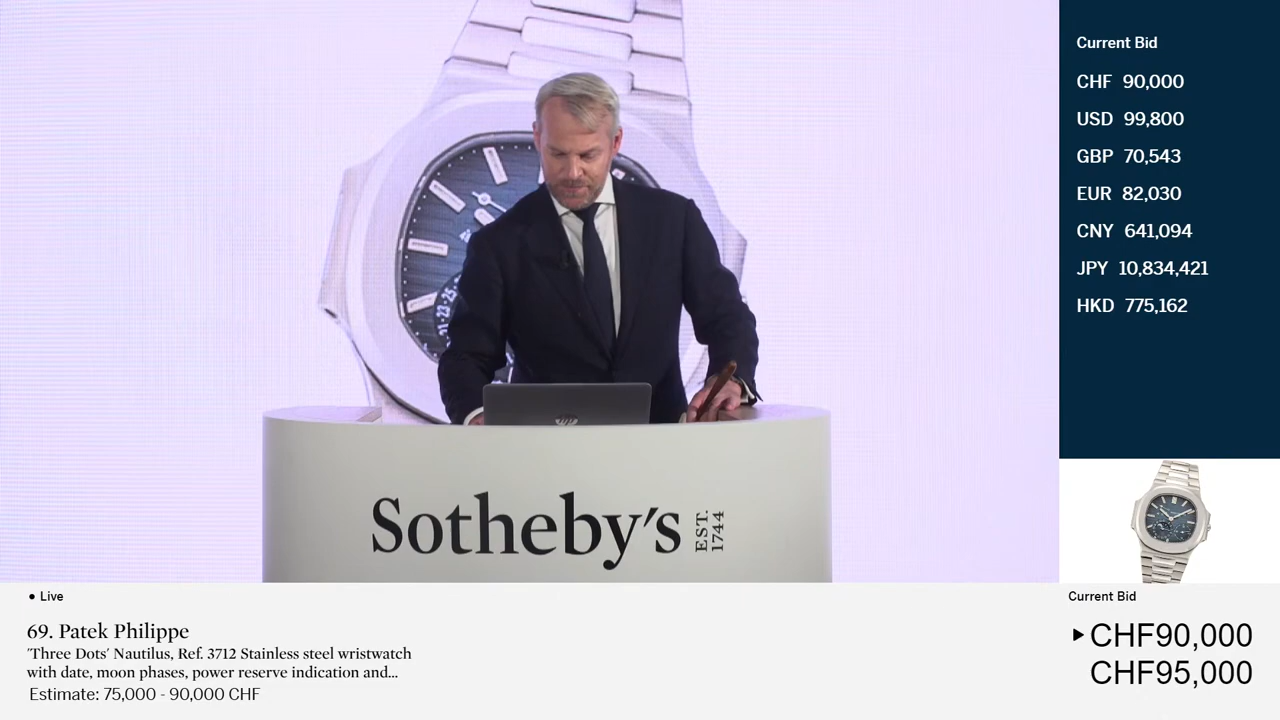 Current Bid
CHF 90,000
USD 99,800
GBP 70,543
EUR 82,030
CNY 641,094
JPY 10,834,421
HKD 775,162
Sotheby's
EST.
1744
• Live
69. Patek Philippe
'Three Dots' Nautilus, Ref. 3712 Stainless steel wristwatch
with date, moon phases, power reserve indication and...
Estimate: 75,000 - 90,000 CHF
Current Bid
CHF90,000
CHF95,000